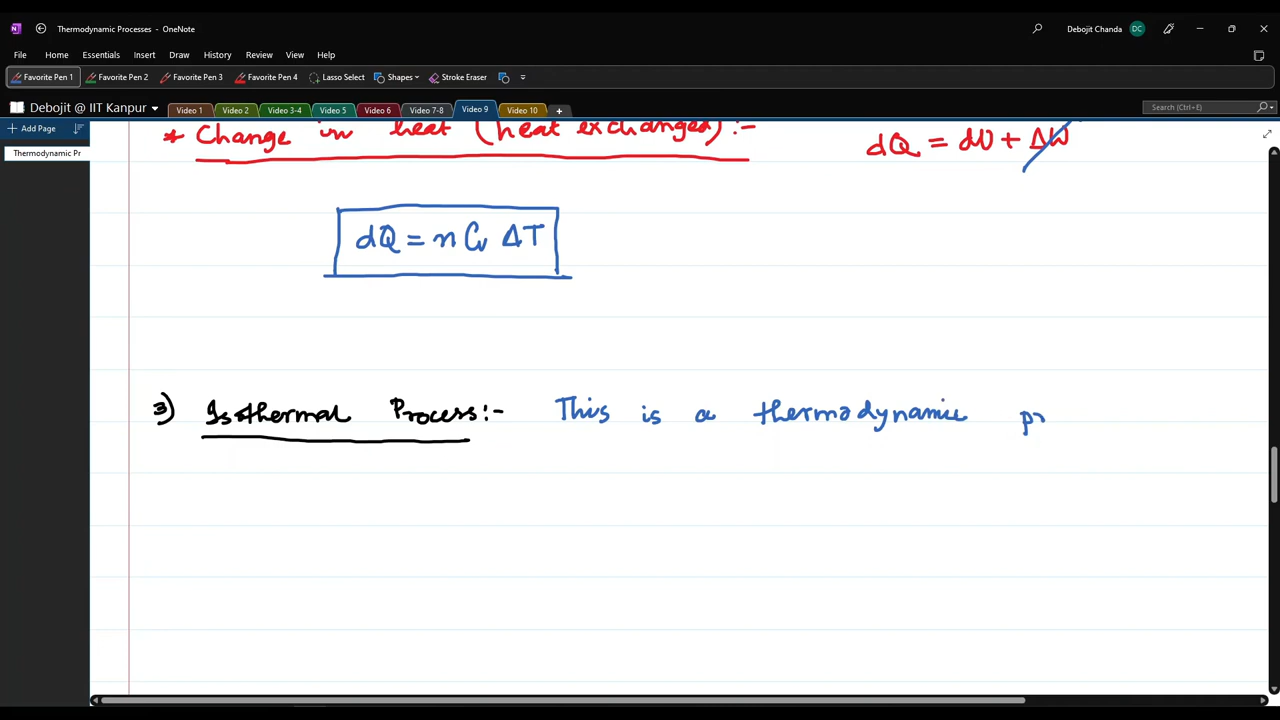 Thermodynamic Processes - OneNote
Debojit Chanda DC
File Home Essentials Insert Draw History Review View Help
Favorite Pen 1 Favorite Pen 2 Favorite Pen 3 Favorite Pen 4 Lasso Select Shapes Stroke Eraser
Debojit @ IIT Kanpur Video 1 Video 2 Video 3-4 Video 5 Video 6 Video 7-8 Video 9 Video 10 + Search (Ctrl+E)
+ Add Page
Thermodynamic Pr
* Change in heat (heat exchanged) :-
dQ = dU + ΔW
dQ = n Cv ΔT
3) Isothermal Process:- This is a thermodynamic pr